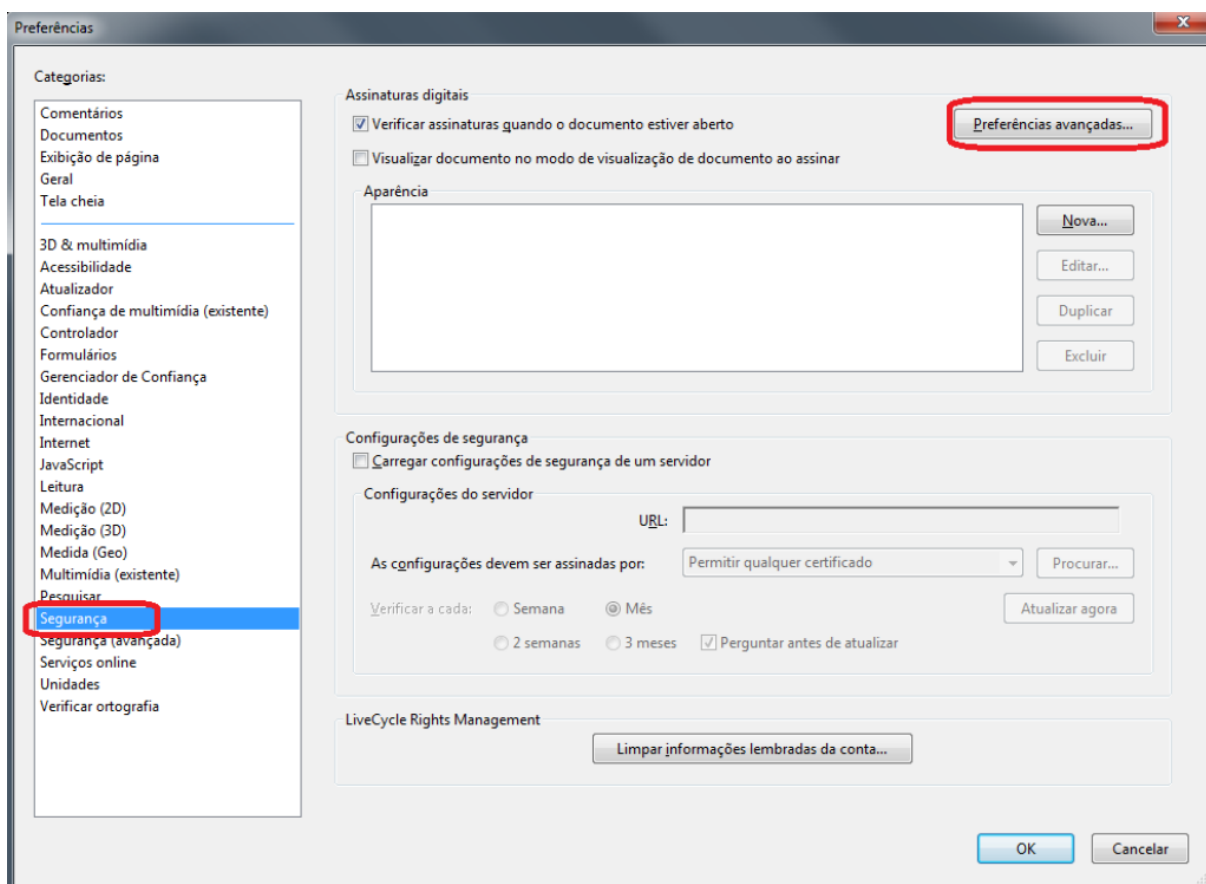 Preferências
Categorias:
Comentários
Documentos
Exibição de página
Geral
Tela cheia
3D & multimídia
Acessibilidade
Atualizador
Confiança de multimídia (existente)
Controlador
Formulários
Gerenciador de Confiança
Identidade
Internacional
Internet
JavaScript
Leitura
Medição (2D)
Medição (3D)
Medida (Geo)
Multimídia (existente)
Pesquisar
Segurança
Segurança (avançada)
Serviços online
Unidades
Verificar ortografia
Assinaturas digitais
Verificar assinaturas quando o documento estiver aberto
Preferências avançadas...
Visualizar documento no modo de visualização de documento ao assinar
Aparência
Nova...
Editar...
Duplicar
Excluir
Configurações de segurança
Carregar configurações de segurança de um servidor
Configurações do servidor
URL:
As configurações devem ser assinadas por: Permitir qualquer certificado Procurar...
Verificar a cada: Semana Mês Atualizar agora
2 semanas 3 meses Perguntar antes de atualizar
LiveCycle Rights Management
Limpar informações lembradas da conta...
OK Cancelar